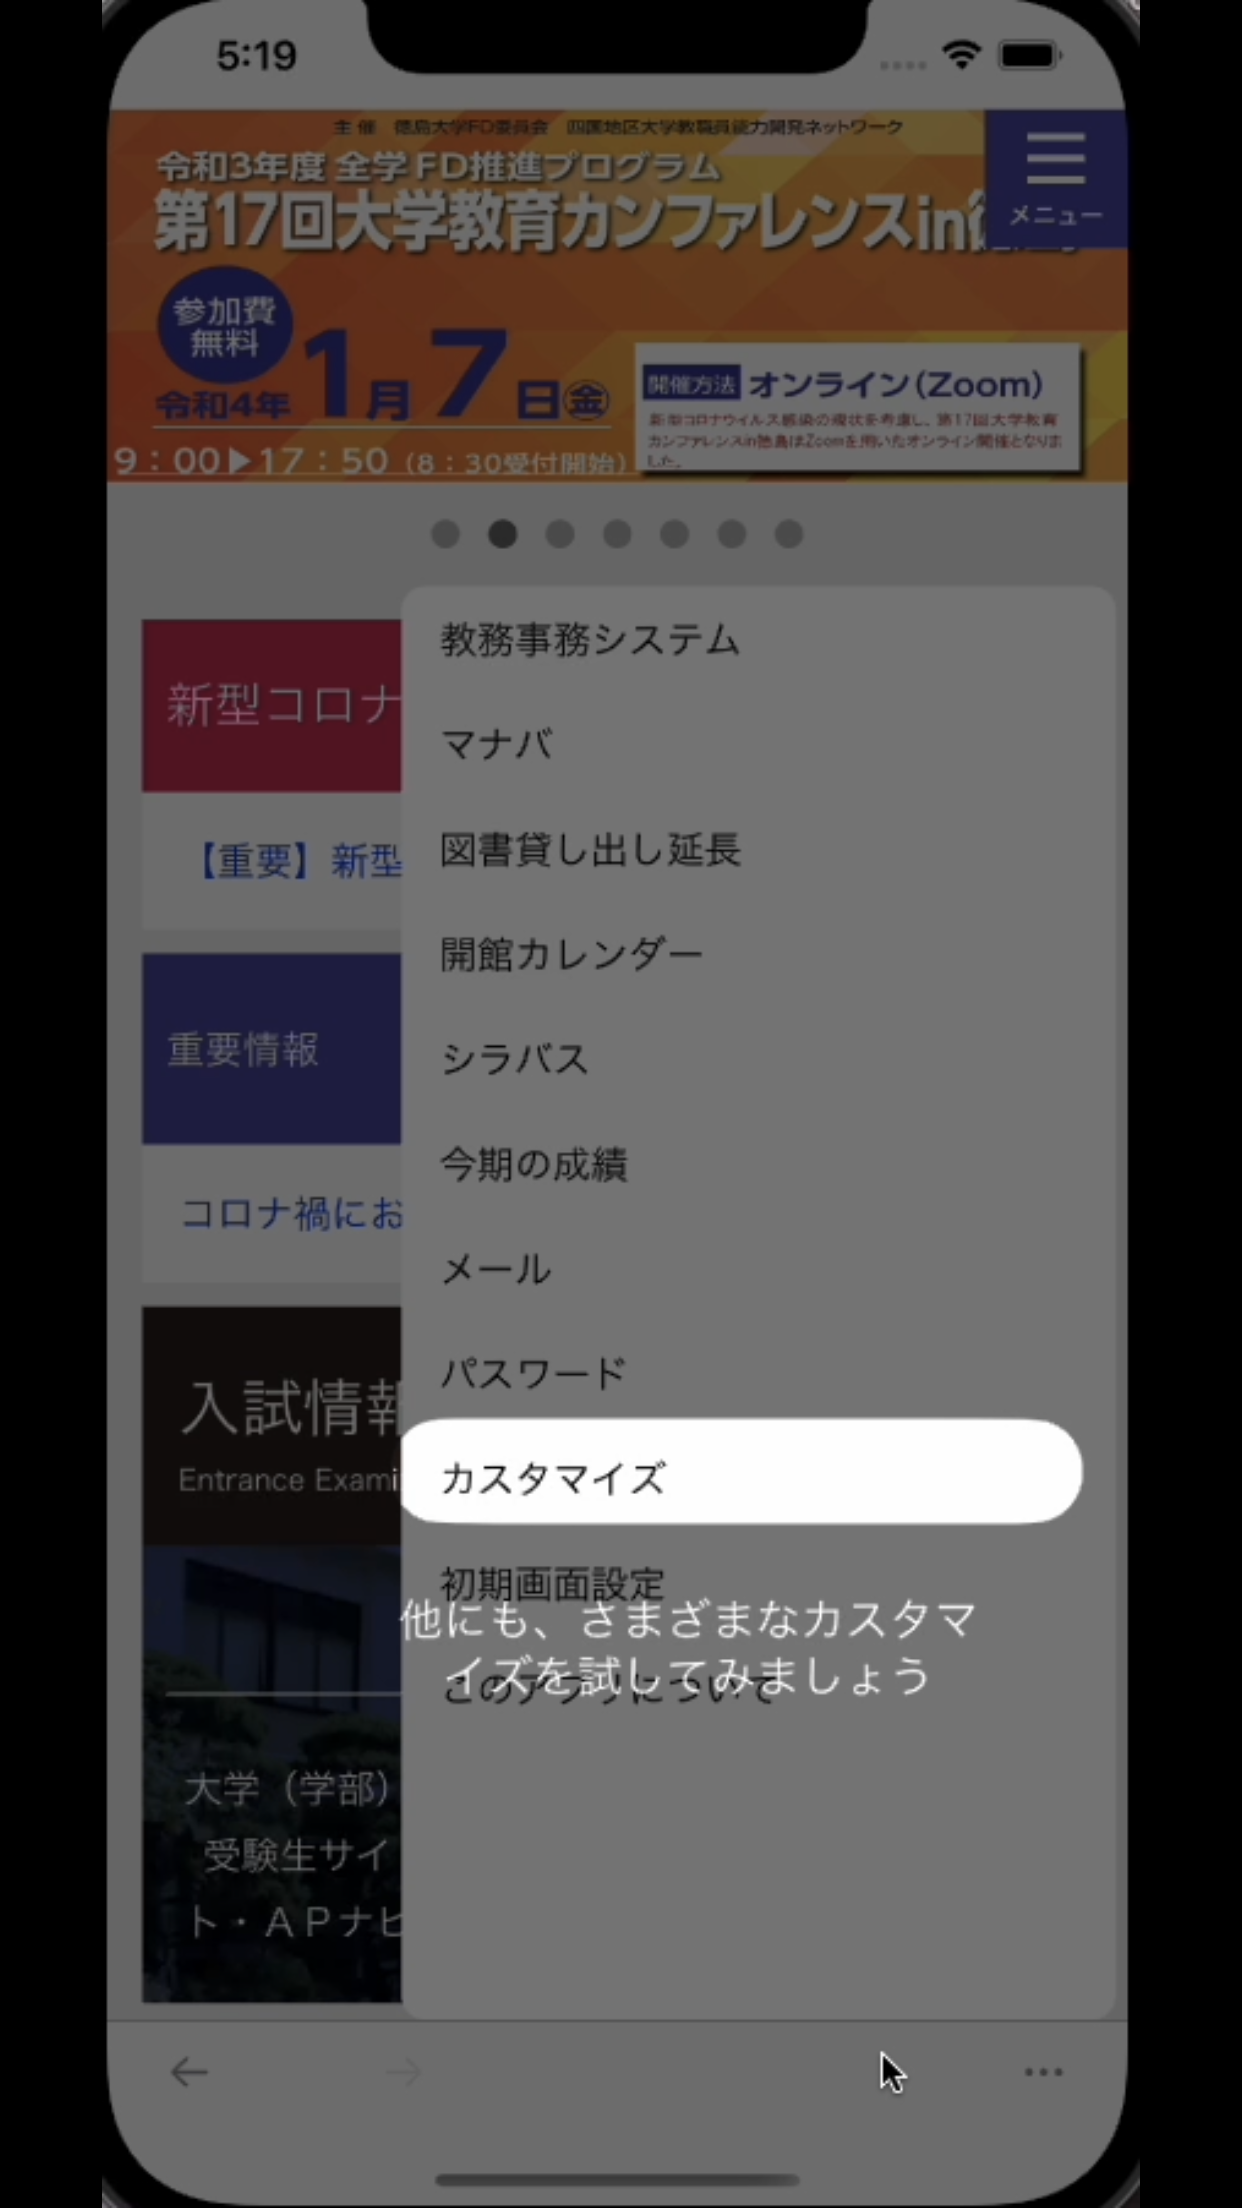 5:19
主催 徳島大学FD委員会 四国地区大学教職員能力開発ネットワーク
令和3年度 全学FD推進プログラム
第17回大学教育カンファレンスin
メニュー
参加費
無料
令和4年 1月7日㊎
9：00▶17：50（8：30受付開始）
開催方法 オンライン（Zoom）
新型コロナウイルス感染の現状を考慮し、第17回大学教育
カンファレンスin徳島はZoomを用いたオンライン開催となりま
した。
新型コロナ
【重要】新型
重要情報
コロナ禍にお
入試情報
Entrance Exami
大学（学部）
受験生サイ
ト・ＡＰナビ
教務事務システム
マナバ
図書貸し出し延長
開館カレンダー
シラバス
今期の成績
メール
パスワード
カスタマイズ
初期画面設定
他にも、さまざまなカスタマ
イズを試してみましょう
このアプリについて